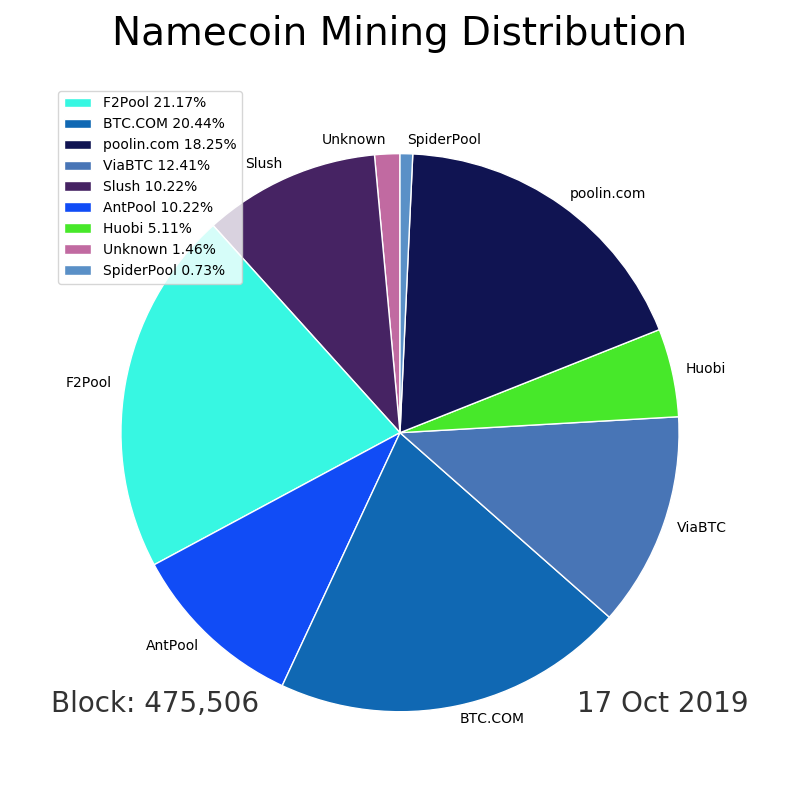 Namecoin Mining Distribution
F2Pool 21.17%
BTC.COM 20.44%
poolin.com 18.25%
ViaBTC 12.41%
Slush 10.22%
AntPool 10.22%
Huobi 5.11%
Unknown 1.46%
SpiderPool 0.73%
Unknown
SpiderPool
Slush
poolin.com
Huobi
F2Pool
ViaBTC
AntPool
BTC.COM
Block: 475,506
17 Oct 2019